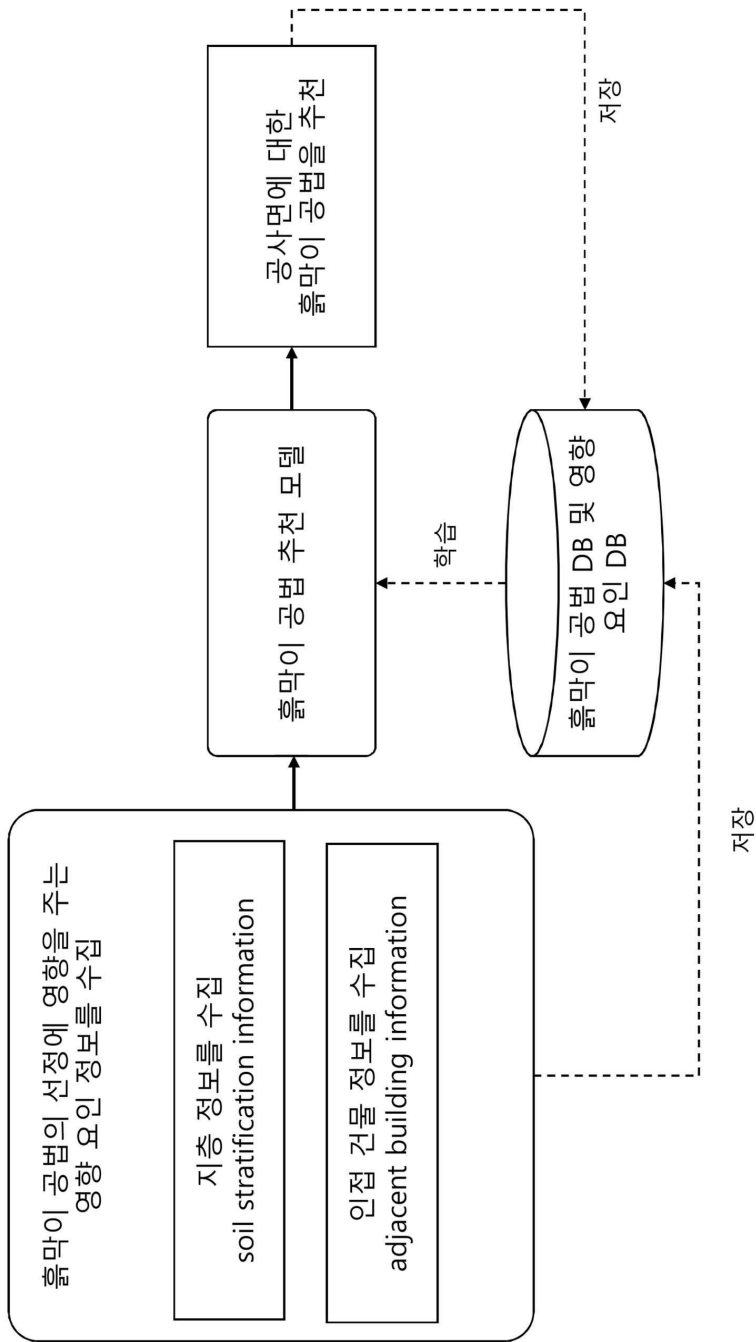 흙막이 공법의 선정에 영향을 주는
영향 요인 정보를 수집
지층 정보를 수집
soil stratification information
인접 건물 정보를 수집
adjacent building information
흙막이 공법 추천 모델
공사면에 대한
흙막이 공법을 추천
학습
흙막이 공법 DB 및 영향
요인 DB
저장
저장